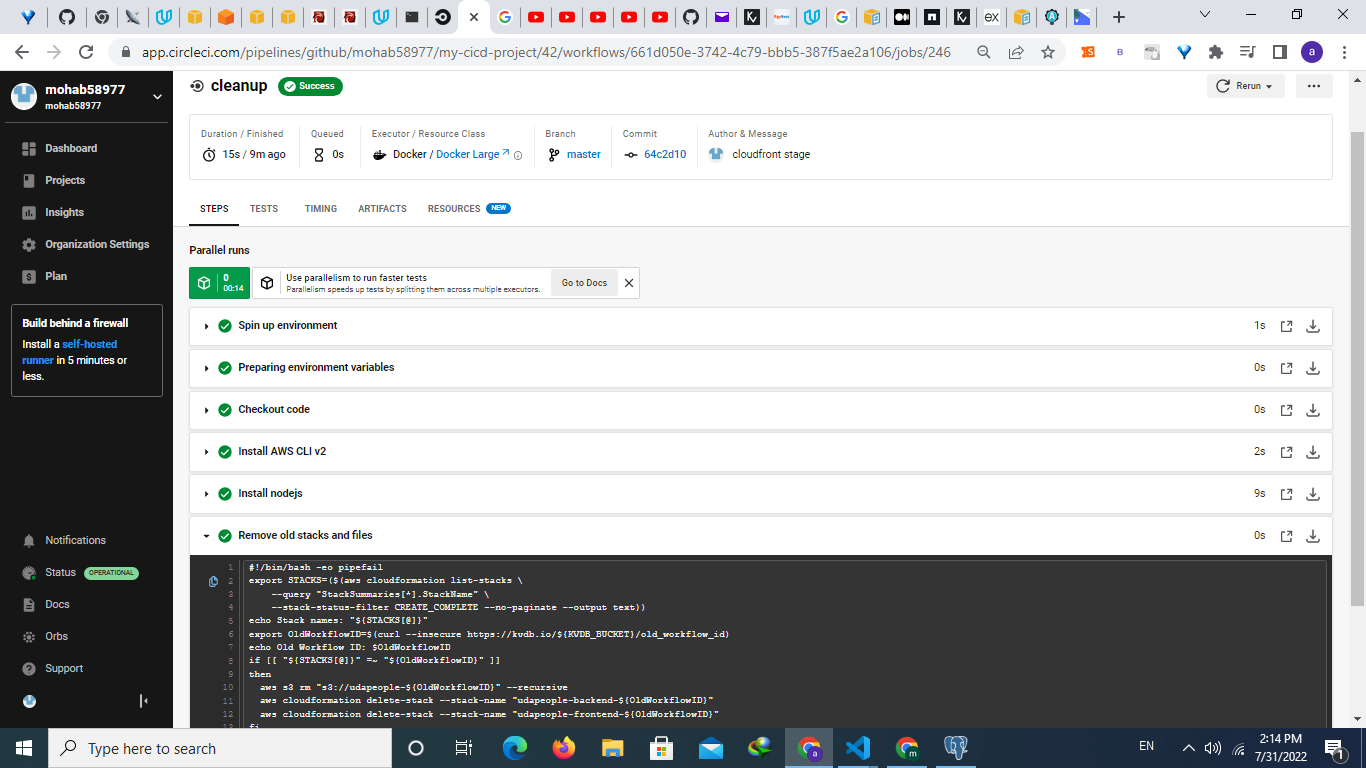 app.circleci.com/pipelines/github/mohab58977/my-cicd-project/42/workflows/661d050e-3742-4c79-bbb5-387f5ae2a106/jobs/246
mohab58977
mohab58977
Dashboard
Projects
Insights
Organization Settings
Plan
Build behind a firewall
Install a self-hosted
runner in 5 minutes or
less.
Notifications
Status OPERATIONAL
Docs
Orbs
Support
cleanup Success
Rerun
Duration / Finished
15s / 9m ago
Queued
0s
Executor / Resource Class
Docker / Docker Large
Branch
master
Commit
64c2d10
Author & Message
cloudfront stage
STEPS TESTS TIMING ARTIFACTS RESOURCES NEW
Parallel runs
0
00:14
Use parallelism to run faster tests
Parallelism speeds up tests by splitting them across multiple executors.
Go to Docs
Spin up environment 1s
Preparing environment variables 0s
Checkout code 0s
Install AWS CLI v2 2s
Install nodejs 9s
Remove old stacks and files 0s
1 #!/bin/bash -eo pipefail
2 export STACKS=($(aws cloudformation list-stacks \
3 --query "StackSummaries[*].StackName" \
4 --stack-status-filter CREATE_COMPLETE --no-paginate --output text))
5 echo Stack names: "${STACKS[@]}"
6 export OldWorkflowID=$(curl --insecure https://kvdb.io/${KVDB_BUCKET}/old_workflow_id)
7 echo Old Workflow ID: $OldWorkflowID
8 if [[ "${STACKS[@]}" =~ "${OldWorkflowID}" ]]
9 then
10 aws s3 rm "s3://udapeople-${OldWorkflowID}" --recursive
11 aws cloudformation delete-stack --stack-name "udapeople-backend-${OldWorkflowID}"
12 aws cloudformation delete-stack --stack-name "udapeople-frontend-${OldWorkflowID}"
13 fi
Type here to search
EN
2:14 PM
7/31/2022
1